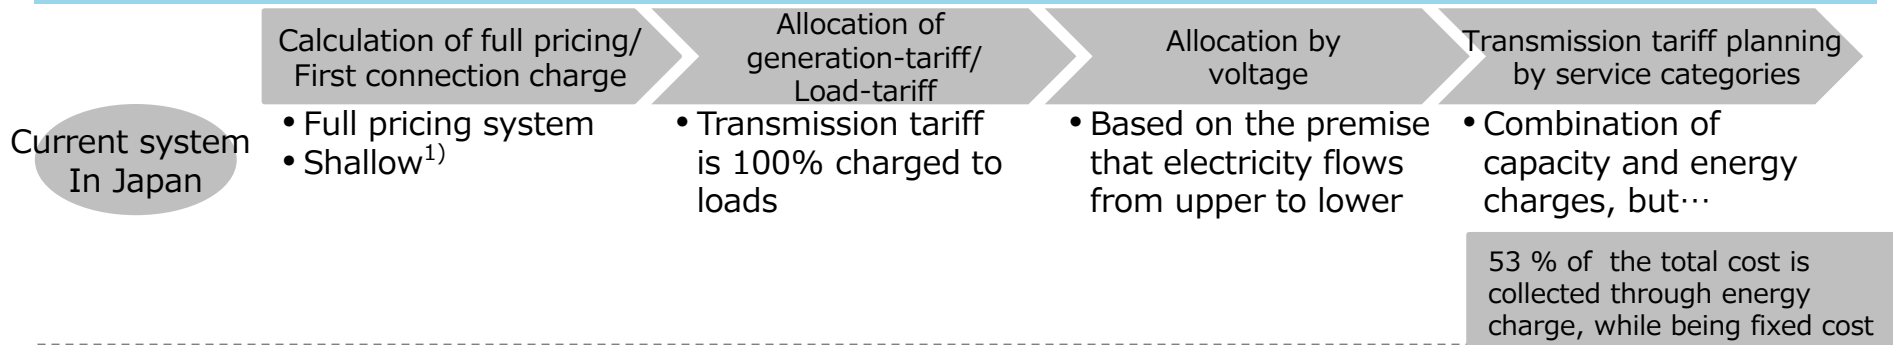 Calculation of full pricing/
First connection charge
Allocation of
generation-tariff/
Load-tariff
Allocation by
voltage
Transmission tariff planning
by service categories
Current system
In Japan
• Full pricing system
• Shallow1)
• Transmission tariff
is 100% charged to
loads
• Based on the premise
that electricity flows
from upper to lower
• Combination of
capacity and energy
charges, but…
53 % of the total cost is
collected through energy
charge, while being fixed cost